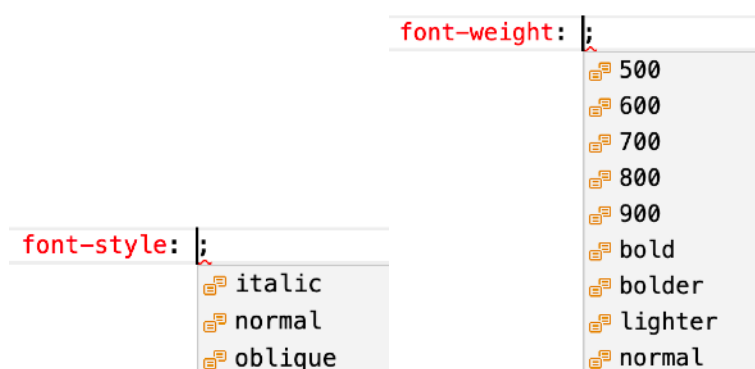 font-weight: ;
500
600
700
800
900
bold
bolder
lighter
normal
font-style: ;
italic
normal
oblique